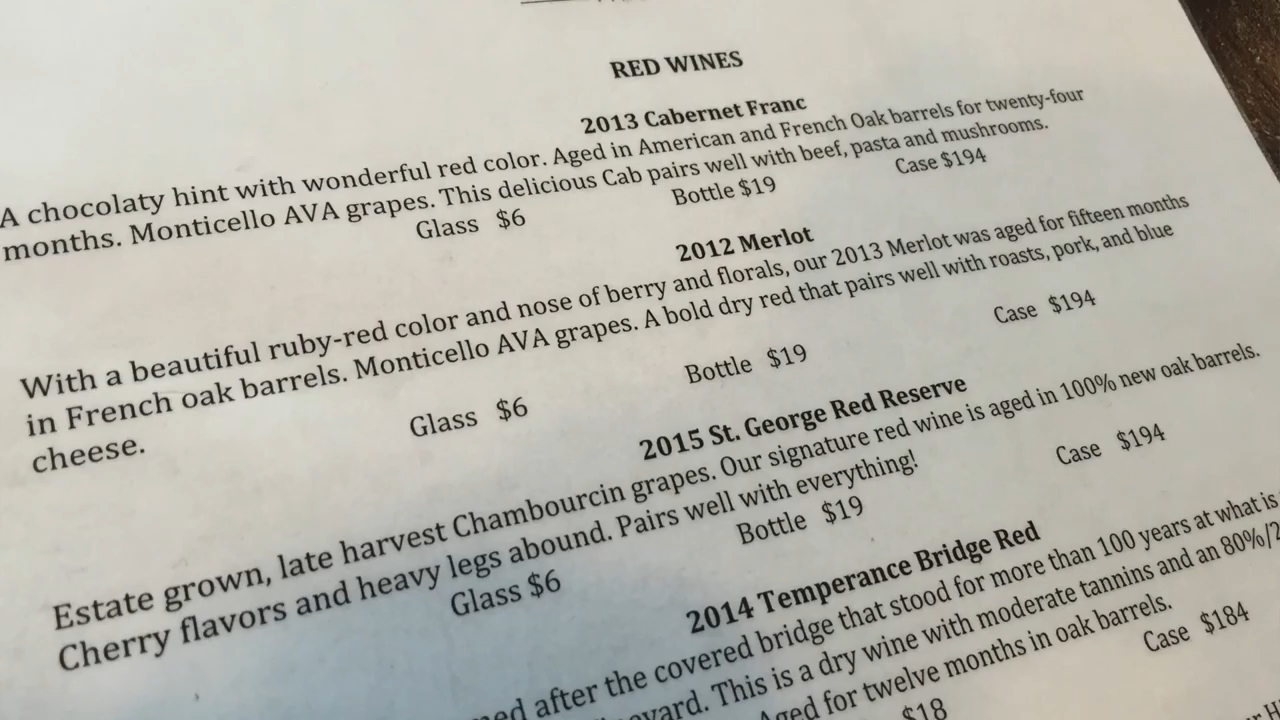 RED WINES
2013 Cabernet Franc
A chocolaty hint with wonderful red color. Aged in American and French Oak barrels for twenty-four
months. Monticello AVA grapes. This delicious Cab pairs well with beef, pasta and mushrooms.
Glass $6 Bottle $19 Case $194
2012 Merlot
With a beautiful ruby-red color and nose of berry and florals, our 2013 Merlot was aged for fifteen months
in French oak barrels. Monticello AVA grapes. A bold dry red that pairs well with roasts, pork, and blue
cheese.
Glass $6 Bottle $19 Case $194
2015 St. George Red Reserve
Estate grown, late harvest Chambourcin grapes. Our signature red wine is aged in 100% new oak barrels.
Cherry flavors and heavy legs abound. Pairs well with everything!
Glass $6 Bottle $19 Case $194
2014 Temperance Bridge Red
after the covered bridge that stood for more than 100 years at what is
This is a dry wine with moderate tannins and an 80%/2
Aged for twelve months in oak barrels.
$18 Case $184